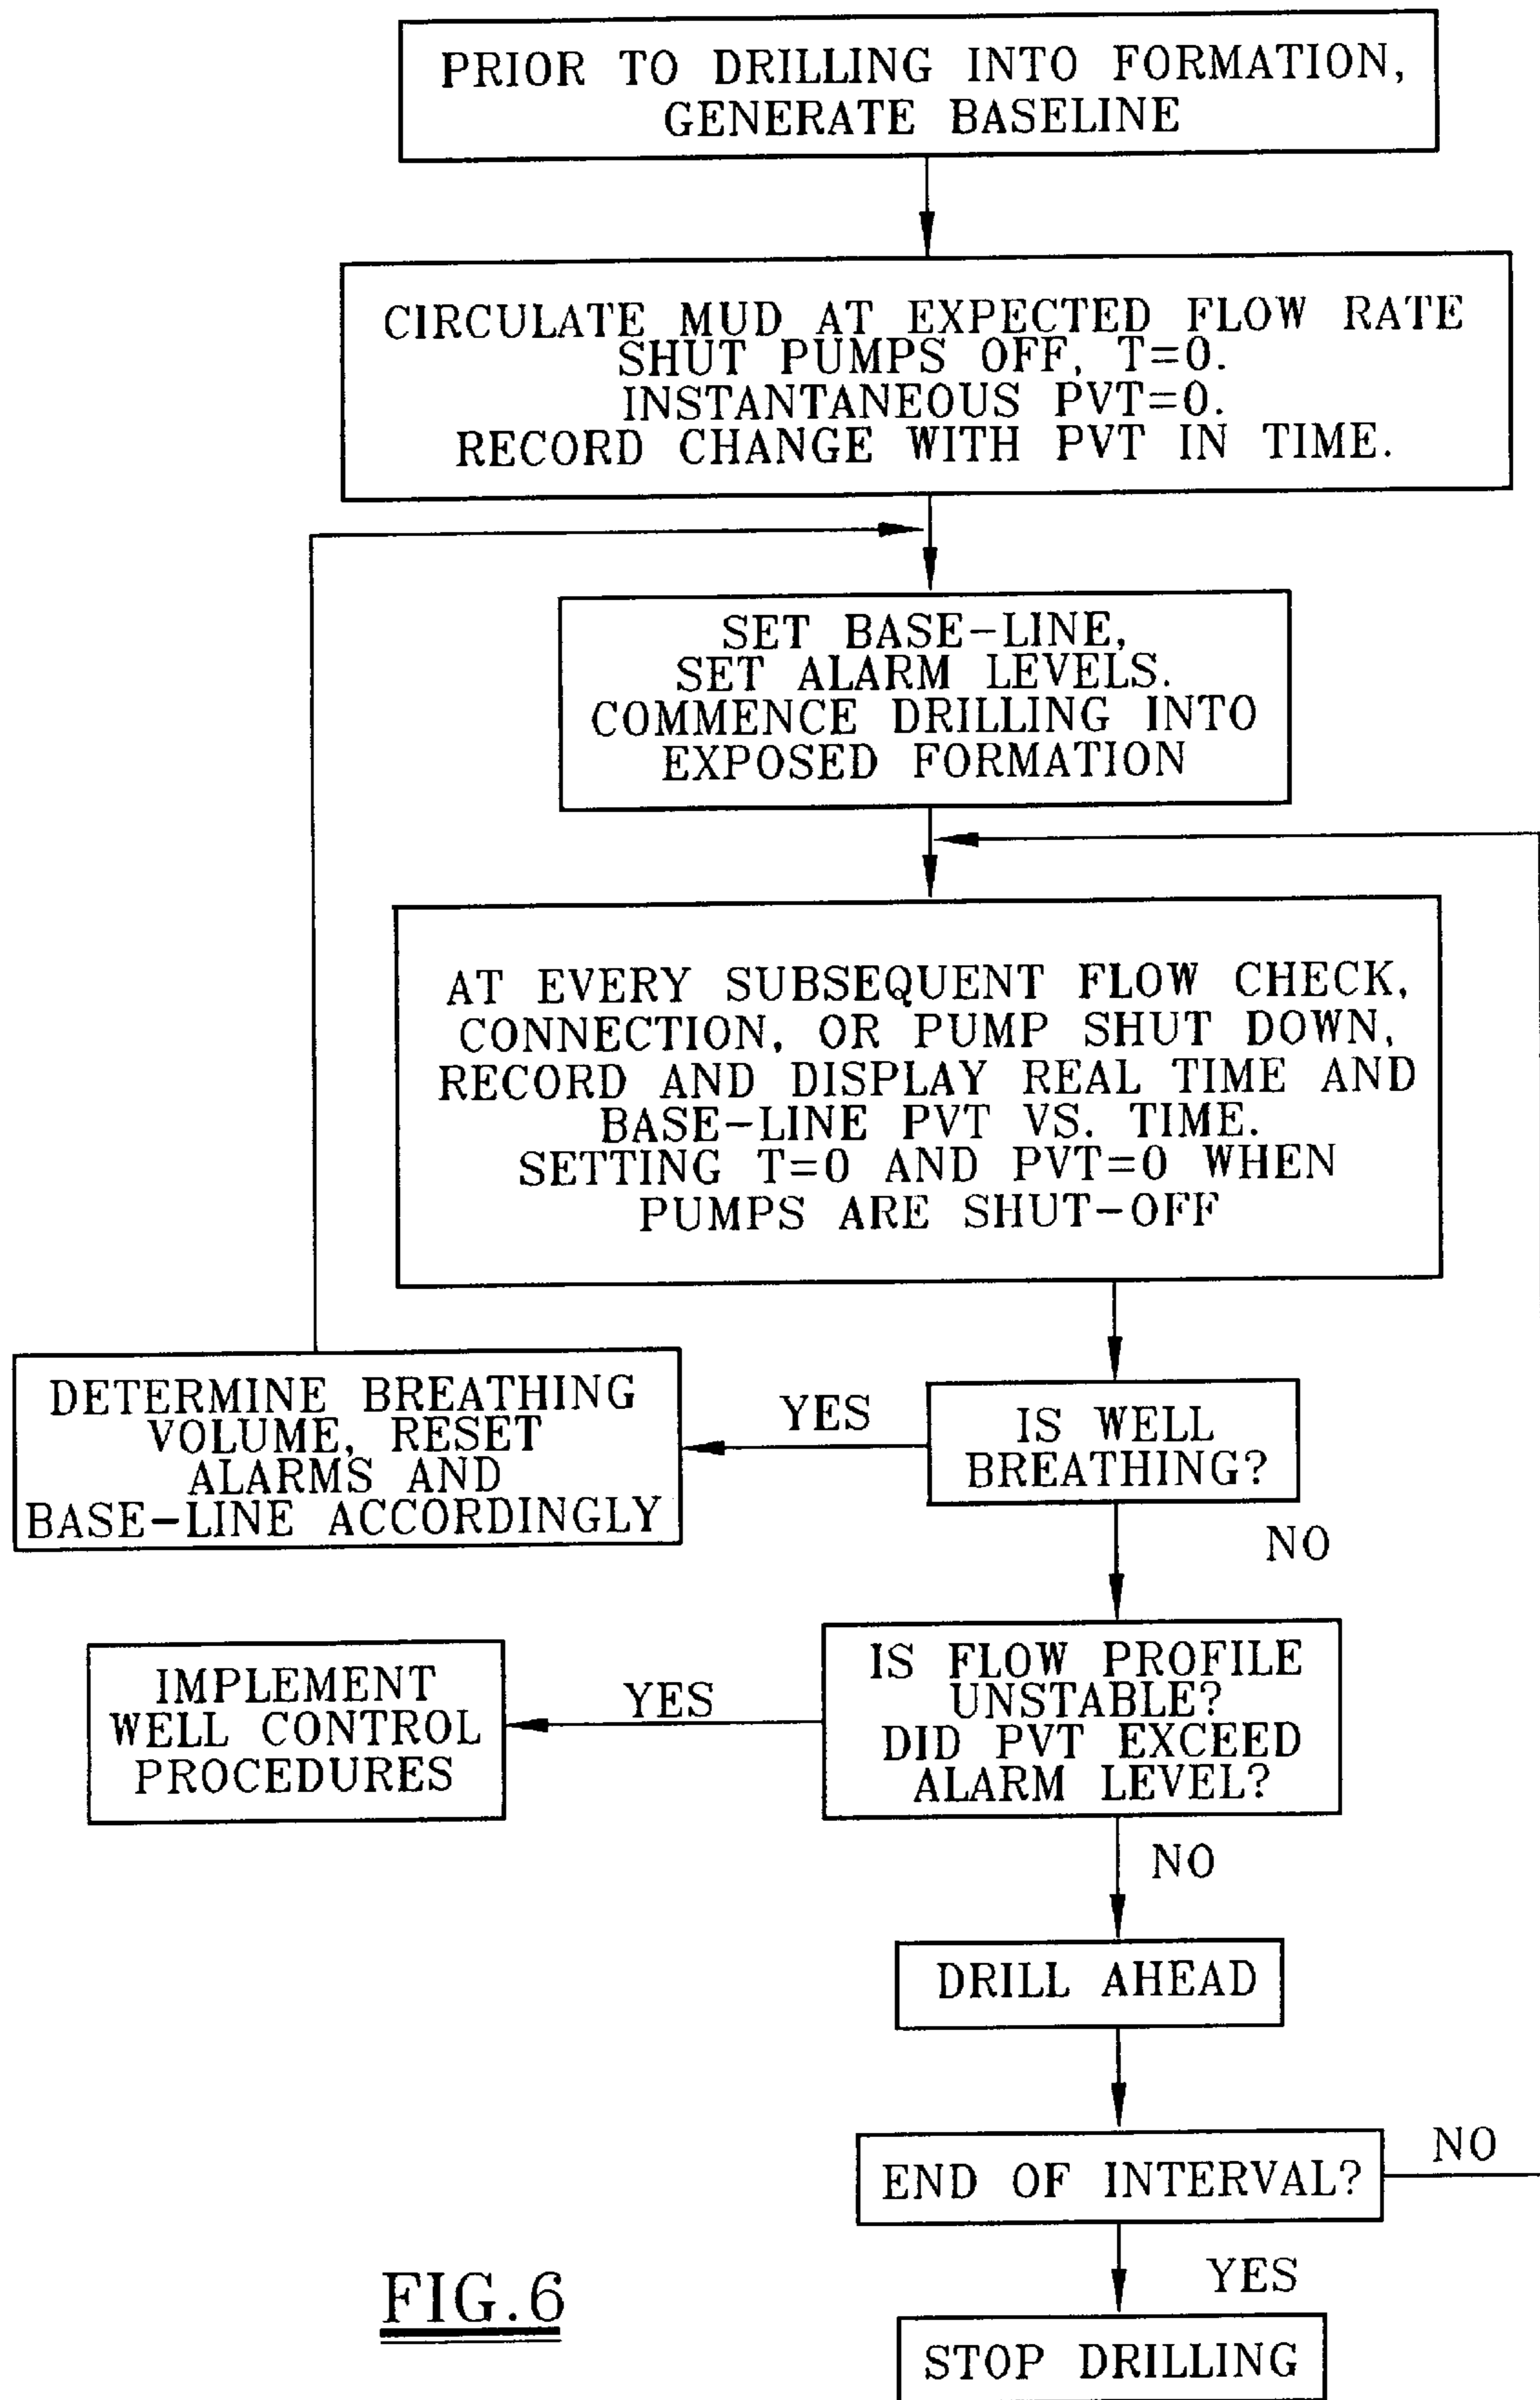 PRIOR TO DRILLING INTO FORMATION,
GENERATE BASELINE
CIRCULATE MUD AT EXPECTED FLOW RATE
SHUT PUMPS OFF, T=0.
INSTANTANEOUS PVT=0.
RECORD CHANGE WITH PVT IN TIME.
SET BASE-LINE,
SET ALARM LEVELS.
COMMENCE DRILLING INTO
EXPOSED FORMATION
AT EVERY SUBSEQUENT FLOW CHECK,
CONNECTION, OR PUMP SHUT DOWN,
RECORD AND DISPLAY REAL TIME AND
BASE-LINE PVT VS. TIME.
SETTING T=0 AND PVT=0 WHEN
PUMPS ARE SHUT-OFF
IS WELL
BREATHING?
YES
DETERMINE BREATHING
VOLUME, RESET
ALARMS AND
BASE-LINE ACCORDINGLY
NO
IS FLOW PROFILE
UNSTABLE?
DID PVT EXCEED
ALARM LEVEL?
YES
IMPLEMENT
WELL CONTROL
PROCEDURES
NO
DRILL AHEAD
END OF INTERVAL?
NO
YES
STOP DRILLING
FIG.6